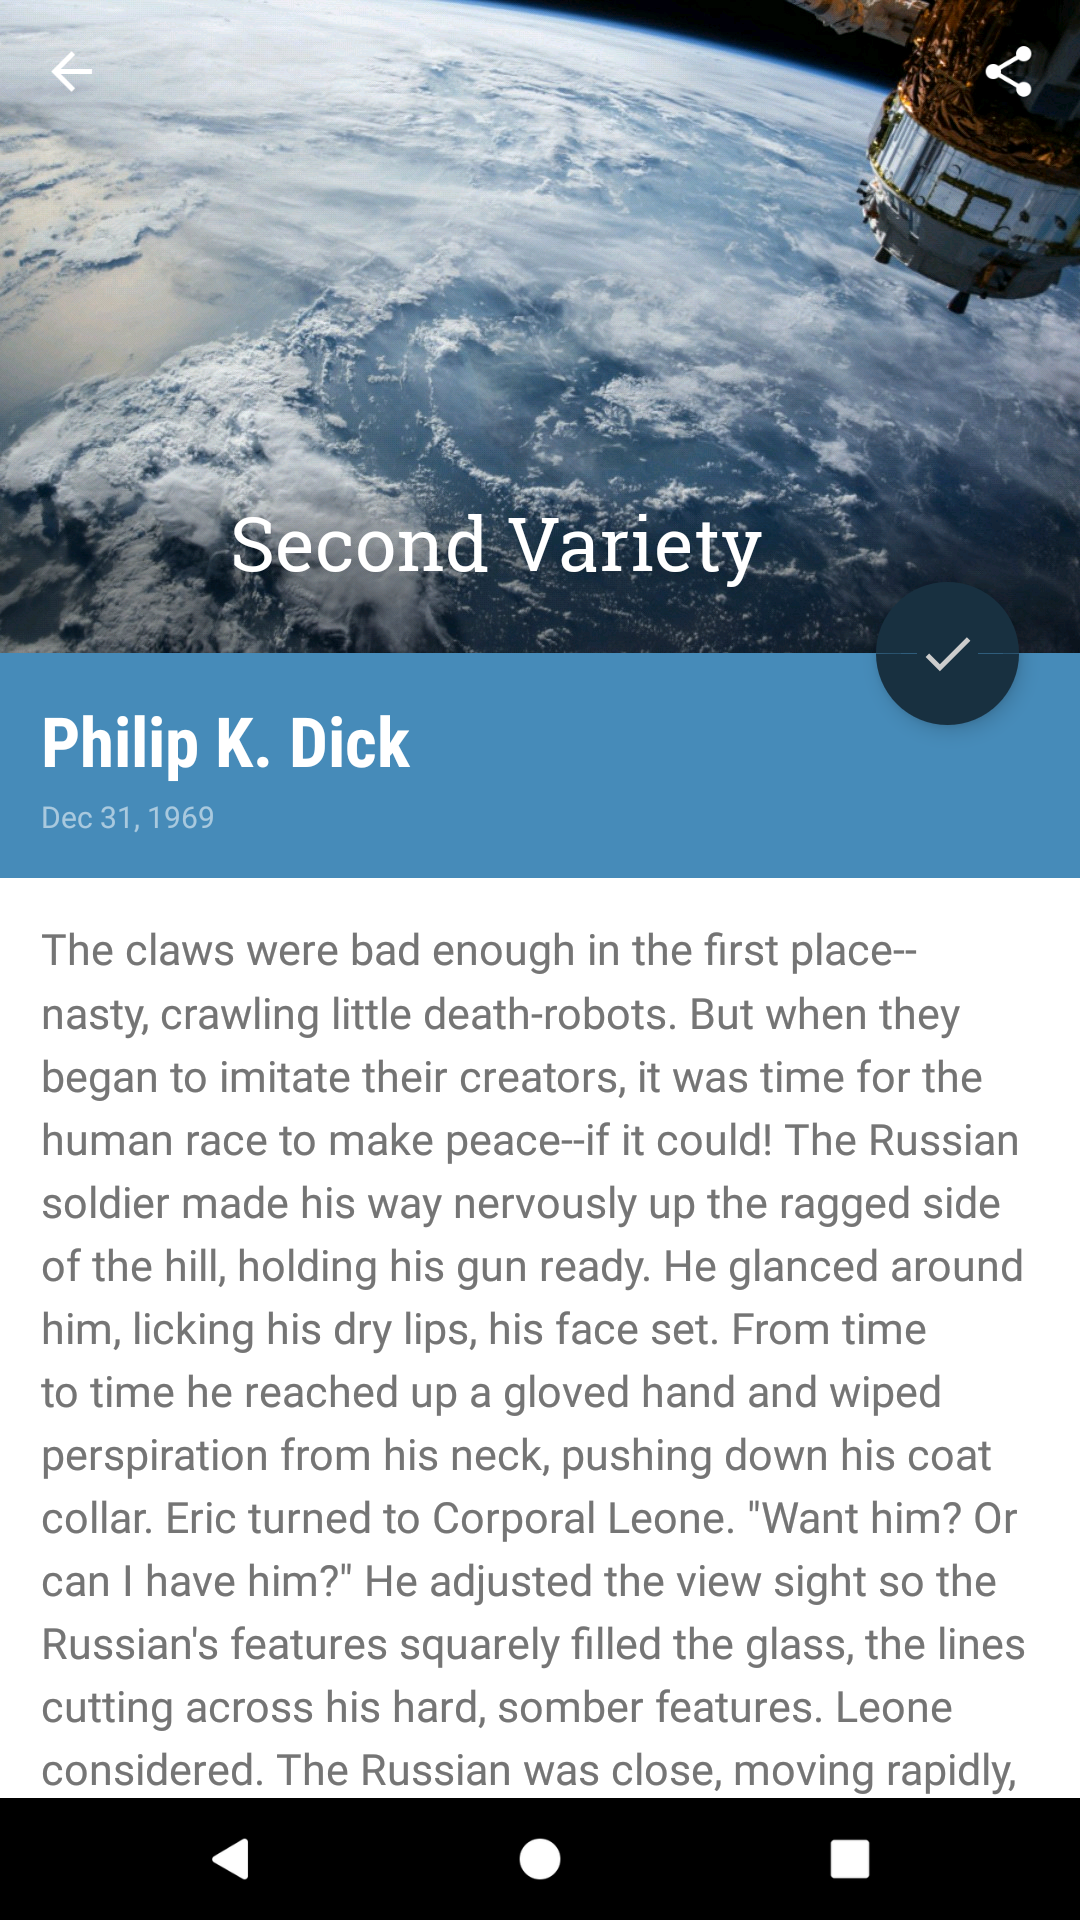 Second Variety
Philip K. Dick
Dec 31, 1969
The claws were bad enough in the first place--
nasty, crawling little death-robots. But when they
began to imitate their creators, it was time for the
human race to make peace--if it could! The Russian
soldier made his way nervously up the ragged side
of the hill, holding his gun ready. He glanced around
him, licking his dry lips, his face set. From time
to time he reached up a gloved hand and wiped
perspiration from his neck, pushing down his coat
collar. Eric turned to Corporal Leone. "Want him? Or
can I have him?" He adjusted the view sight so the
Russian's features squarely filled the glass, the lines
cutting across his hard, somber features. Leone
considered. The Russian was close, moving rapidly,